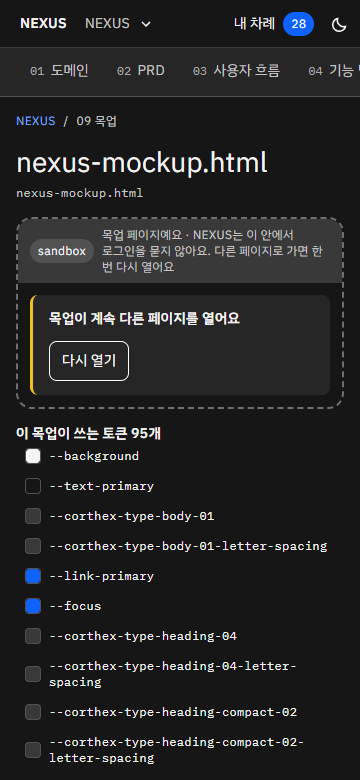 NEXUS NEXUS 내 차례 28
01 도메인 02 PRD 03 사용자 흐름 04 기능
NEXUS / 09 목업
nexus-mockup.html
nexus-mockup.html
sandbox
목업 페이지예요 · NEXUS는 이 안에서
로그인을 묻지 않아요. 다른 페이지로 가면 한
번 다시 열어요
목업이 계속 다른 페이지를 열어요
다시 열기
이 목업이 쓰는 토큰 95개
--background
--text-primary
--corthex-type-body-01
--corthex-type-body-01-letter-spacing
--link-primary
--focus
--corthex-type-heading-04
--corthex-type-heading-04-letter-
spacing
--corthex-type-heading-compact-02
--corthex-type-heading-compact-02-
letter-spacing